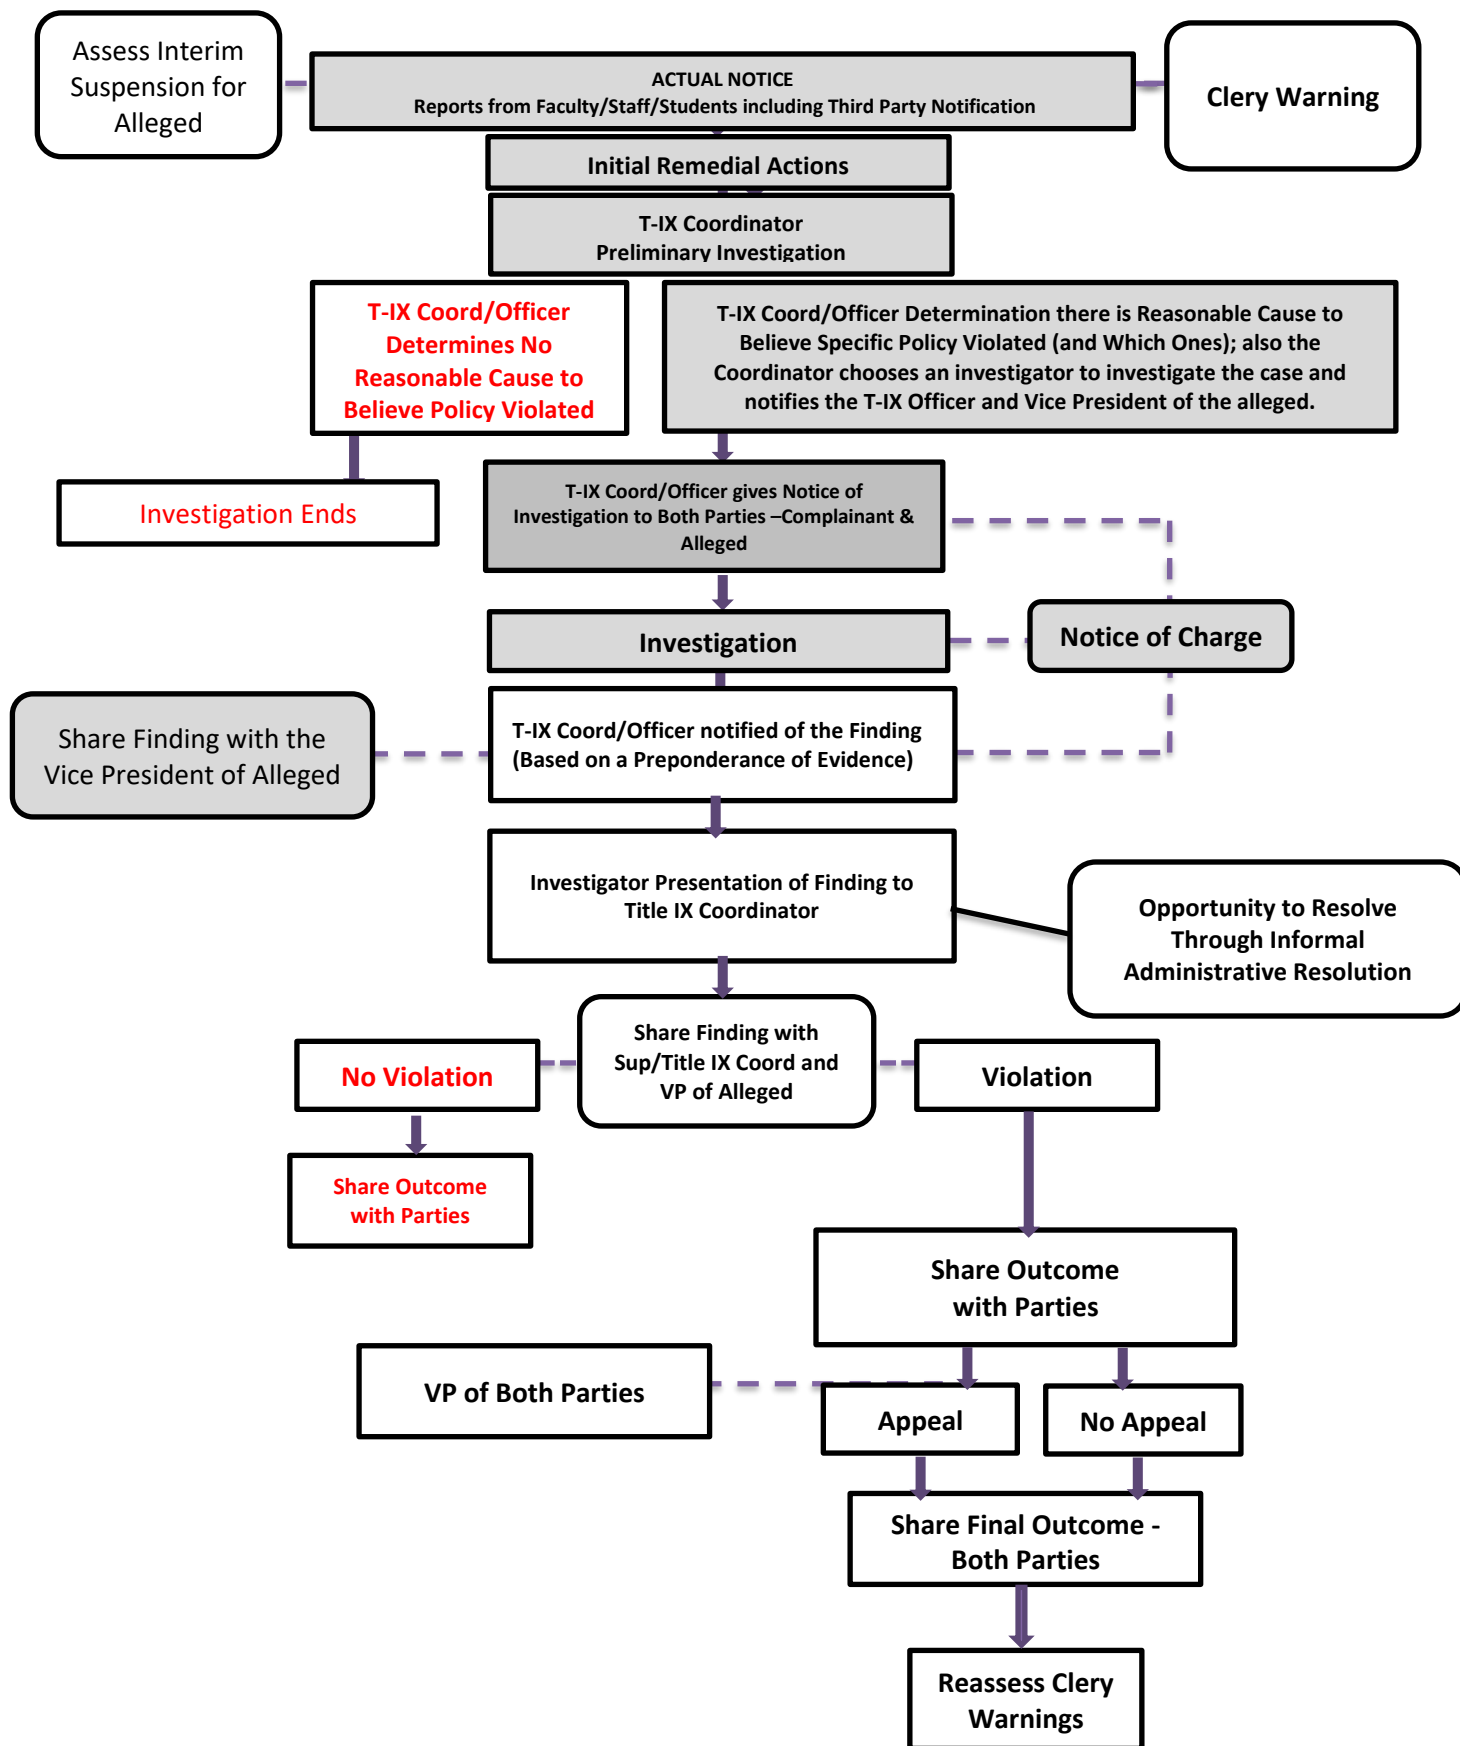 Assess Interim
Suspension for
Alleged
ACTUAL NOTICE
Reports from Faculty/Staff/Students including Third Party Notification
Clery Warning
Initial Remedial Actions
T-IX Coordinator
Preliminary Investigation
T-IX Coord/Officer
Determines No
Reasonable Cause to
Believe Policy Violated
T-IX Coord/Officer Determination there is Reasonable Cause to
Believe Specific Policy Violated (and Which Ones); also the
Coordinator chooses an investigator to investigate the case and
notifies the T-IX Officer and Vice President of the alleged.
Investigation Ends
T-IX Coord/Officer gives Notice of
Investigation to Both Parties –Complainant &
Alleged
Investigation
Notice of Charge
Share Finding with the
Vice President of Alleged
T-IX Coord/Officer notified of the Finding
(Based on a Preponderance of Evidence)
Investigator Presentation of Finding to
Title IX Coordinator
Opportunity to Resolve
Through Informal
Administrative Resolution
Share Finding with
Sup/Title IX Coord and
VP of Alleged
No Violation
Violation
Share Outcome
with Parties
Share Outcome
with Parties
VP of Both Parties
Appeal
No Appeal
Share Final Outcome -
Both Parties
Reassess Clery
Warnings